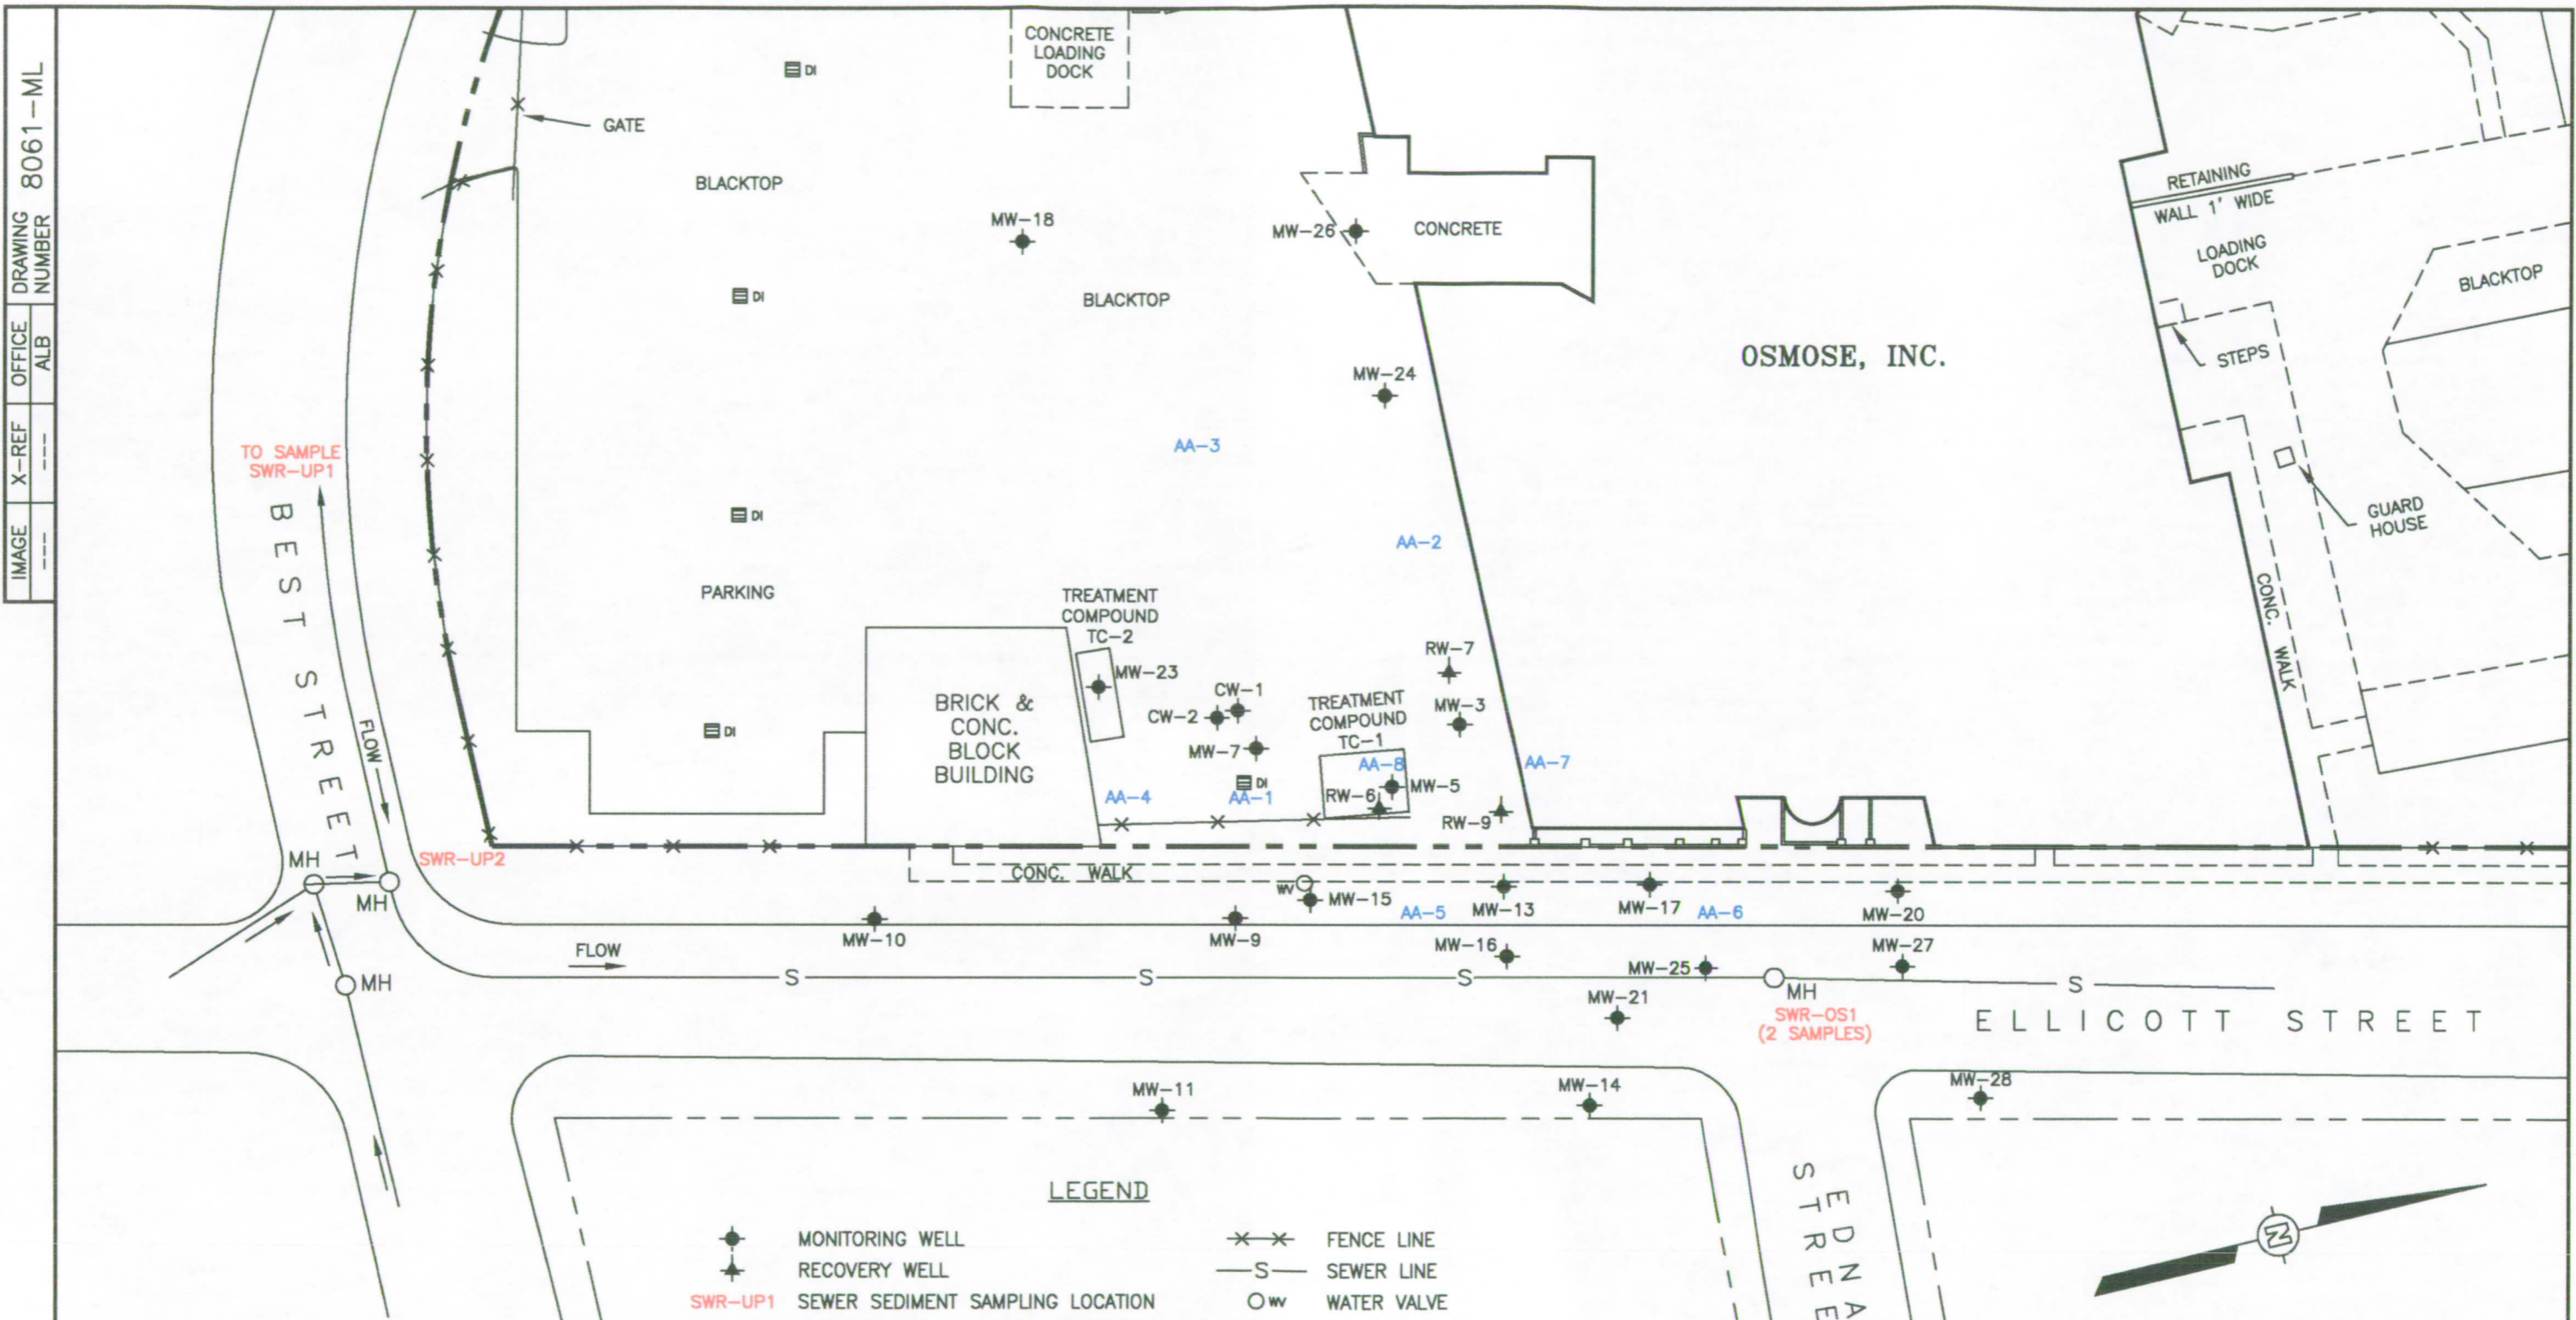 DRAWING
NUMBER
8061-ML
OFFICE
ALB
X-REF
---
IMAGE
---
CONCRETE
LOADING
DOCK
DI
GATE
BLACKTOP
MW-18
MW-26
CONCRETE
RETAINING
WALL 1' WIDE
LOADING
DOCK
BLACKTOP
DI
BLACKTOP
OSMOSE, INC.
STEPS
MW-24
TO SAMPLE
SWR-UP1
AA-3
BEST STREET
DI
AA-2
GUARD
HOUSE
PARKING
TREATMENT
COMPOUND
TC-2
CONC. WALK
MW-23
RW-7
BRICK &
CONC.
BLOCK
BUILDING
CW-1
CW-2
TREATMENT
COMPOUND
TC-1
MW-3
FLOW
DI
MW-7
AA-8
AA-7
DI
MW-5
AA-4
AA-1
RW-6
RW-9
MH
SWR-UP2
CONC. WALK
MH
WV
MW-15
AA-5
MW-13
MW-17
AA-6
MW-20
MW-10
MW-9
MW-16
MW-27
FLOW
MW-25
MH
S
S
S
S
MH
MW-21
SWR-OS1
(2 SAMPLES)
ELLICOTT STREET
MW-11
MW-14
MW-28
EDNA
STREE
LEGEND
MONITORING WELL
RECOVERY WELL
SWR-UP1 SEWER SEDIMENT SAMPLING LOCATION
FENCE LINE
S SEWER LINE
WV WATER VALVE